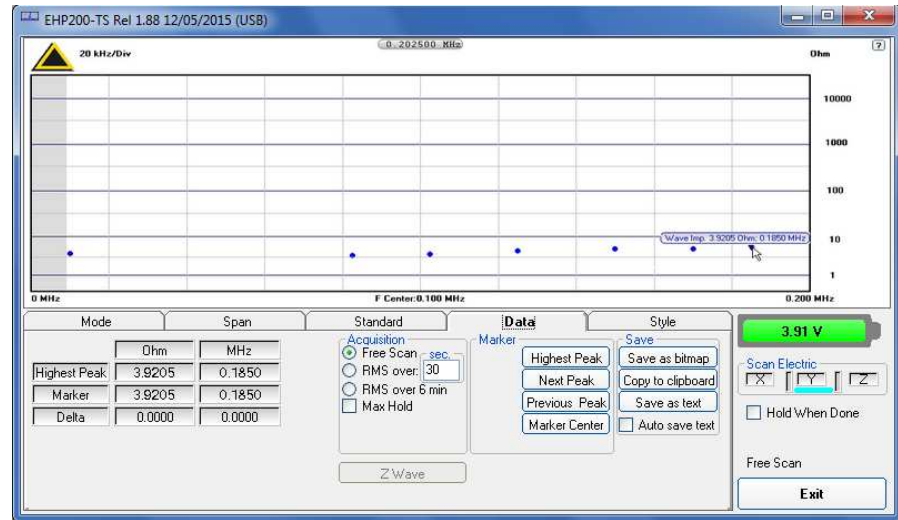 EHP200-TS Rel 1.88 12/05/2015 (USB)
20 kHz/Div
0.202500 MHz
Ohm
?
10000
1000
100
10
1
Wave Imp. 3.9205 Ohm; 0.1850 MHz
0 MHz
F Center:0.100 MHz
0.200 MHz
Mode
Span
Standard
Data
Style
Ohm MHz
Highest Peak 3.9205 0.1850
Marker 3.9205 0.1850
Delta 0.0000 0.0000
Acquisition
Free Scan
sec.
RMS over: 30
RMS over 6 min
Max Hold
Z Wave
Marker
Highest Peak
Next Peak
Previous Peak
Marker Center
Save
Save as bitmap
Copy to clipboard
Save as text
Auto save text
3.91 V
Scan Electric
X Y Z
Hold When Done
Free Scan
Exit